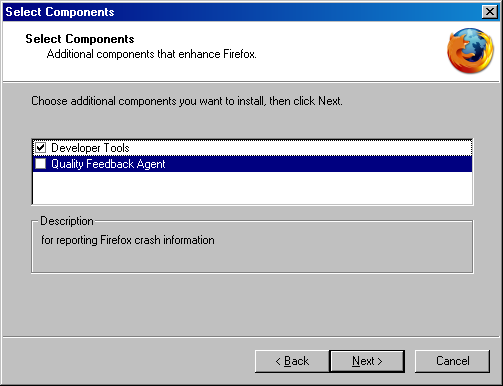 Select Components
Select Components
Additional components that enhance Firefox.
Choose additional components you want to install, then click Next.
Developer Tools
Quality Feedback Agent
Description
for reporting Firefox crash information
< Back
Next >
Cancel